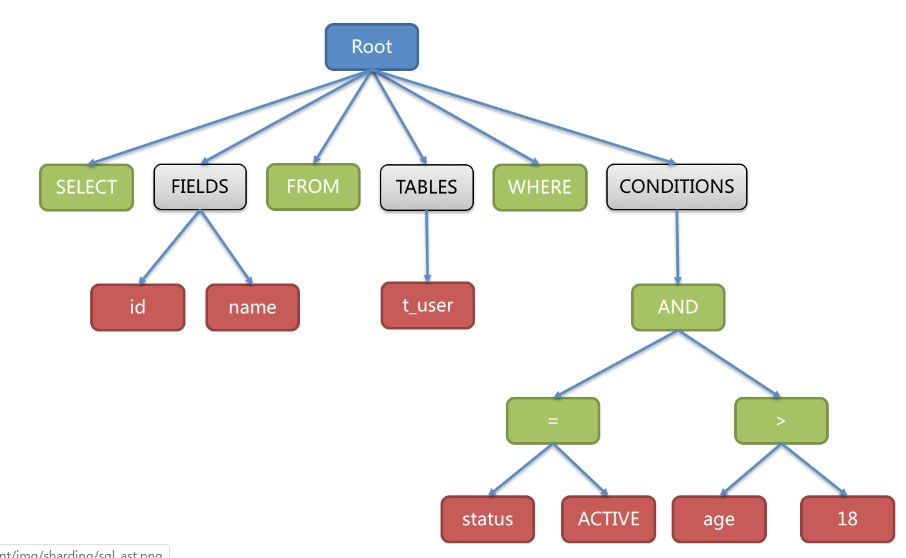 Root
SELECT FIELDS FROM TABLES WHERE CONDITIONS
id name t_user AND
= >
status ACTIVE age 18
nt/img/sharding/sql_ast.png